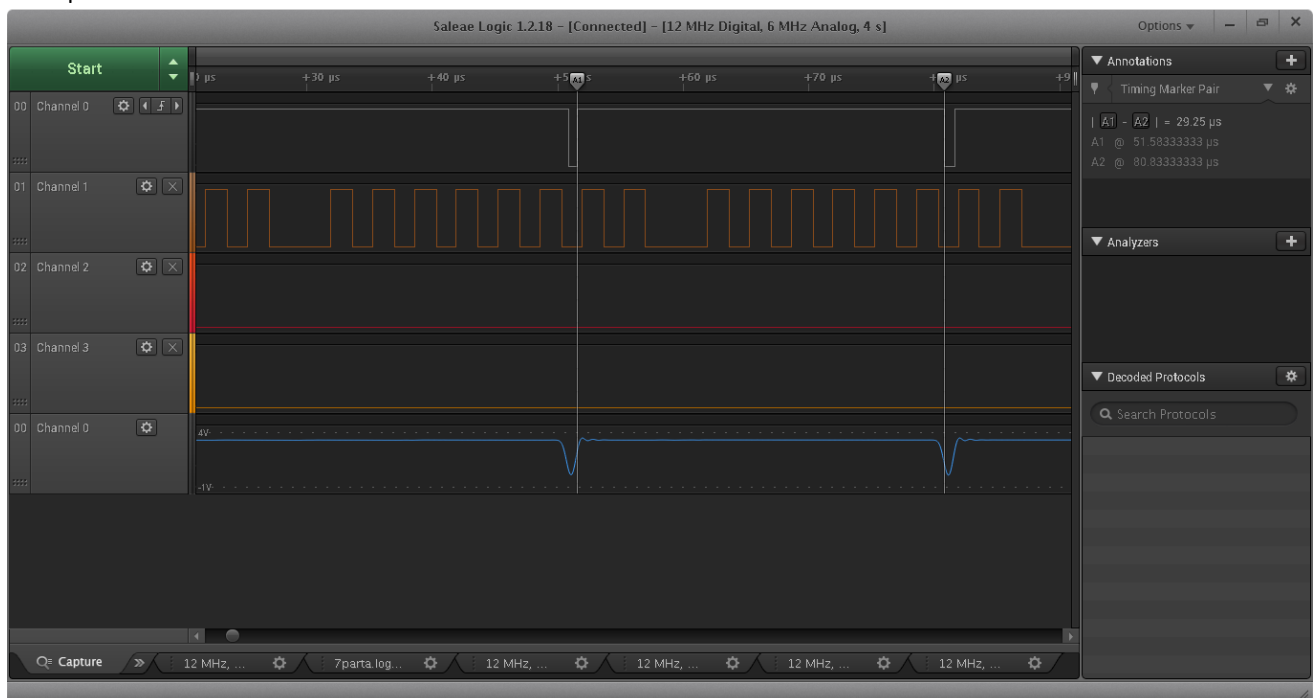 Saleae Logic 1.2.18 – [Connected] – [12 MHz Digital, 6 MHz Analog, 4 s]
Options
Start
+30 µs
+40 µs
+60 µs
+70 µs
A1
A2
00 Channel 0
01 Channel 1
02 Channel 2
03 Channel 3
00 Channel 0
4V
-1V
Annotations
Timing Marker Pair
| A1 - A2 | = 29.25 µs
A1 @ 51.58333333 µs
A2 @ 80.83333333 µs
Analyzers
Decoded Protocols
Search Protocols
Capture
12 MHz, ...
7parta.log...
12 MHz, ...
12 MHz, ...
12 MHz, ...
12 MHz, ...